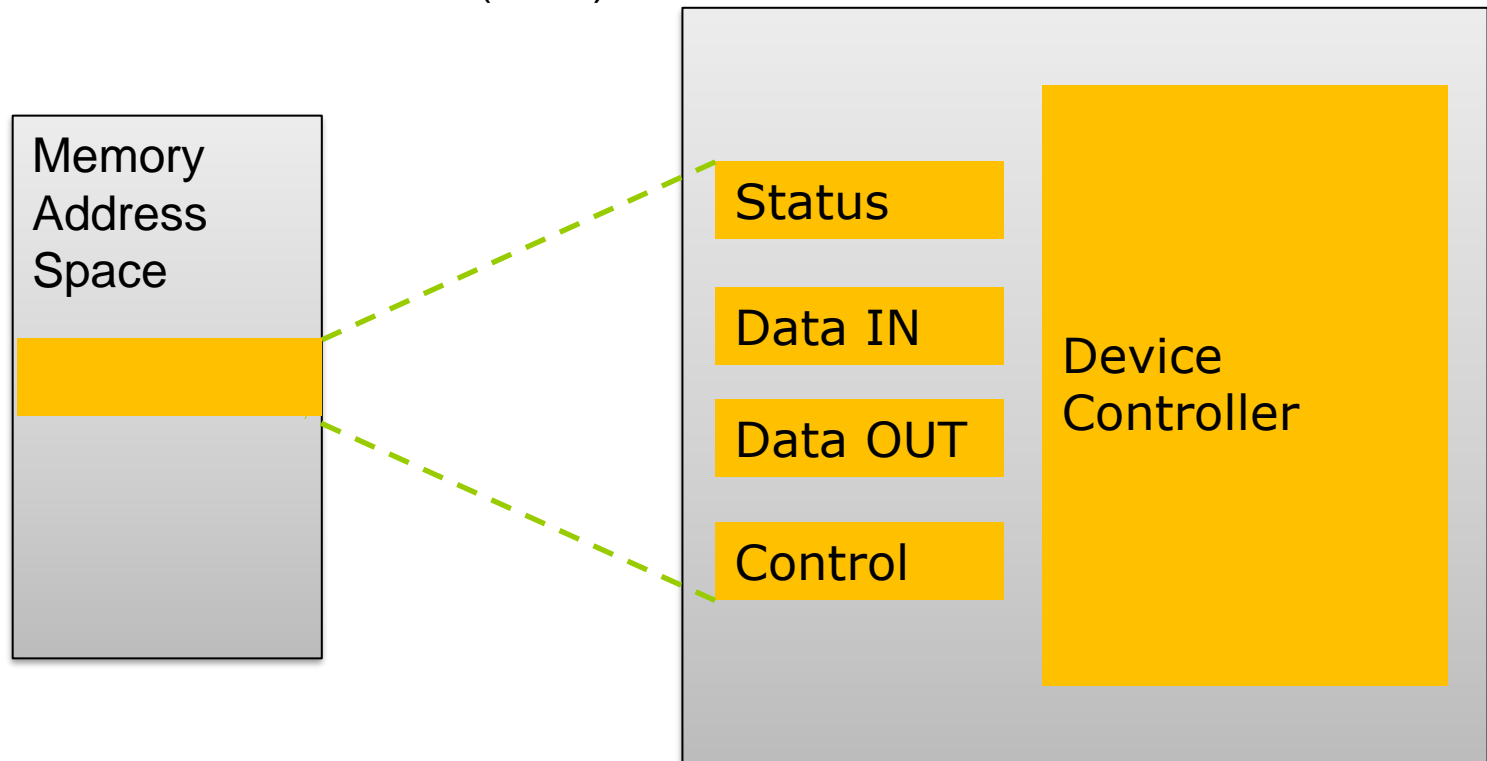 Memory
Address
Space
Status
Data IN
Data OUT
Control
Device
Controller